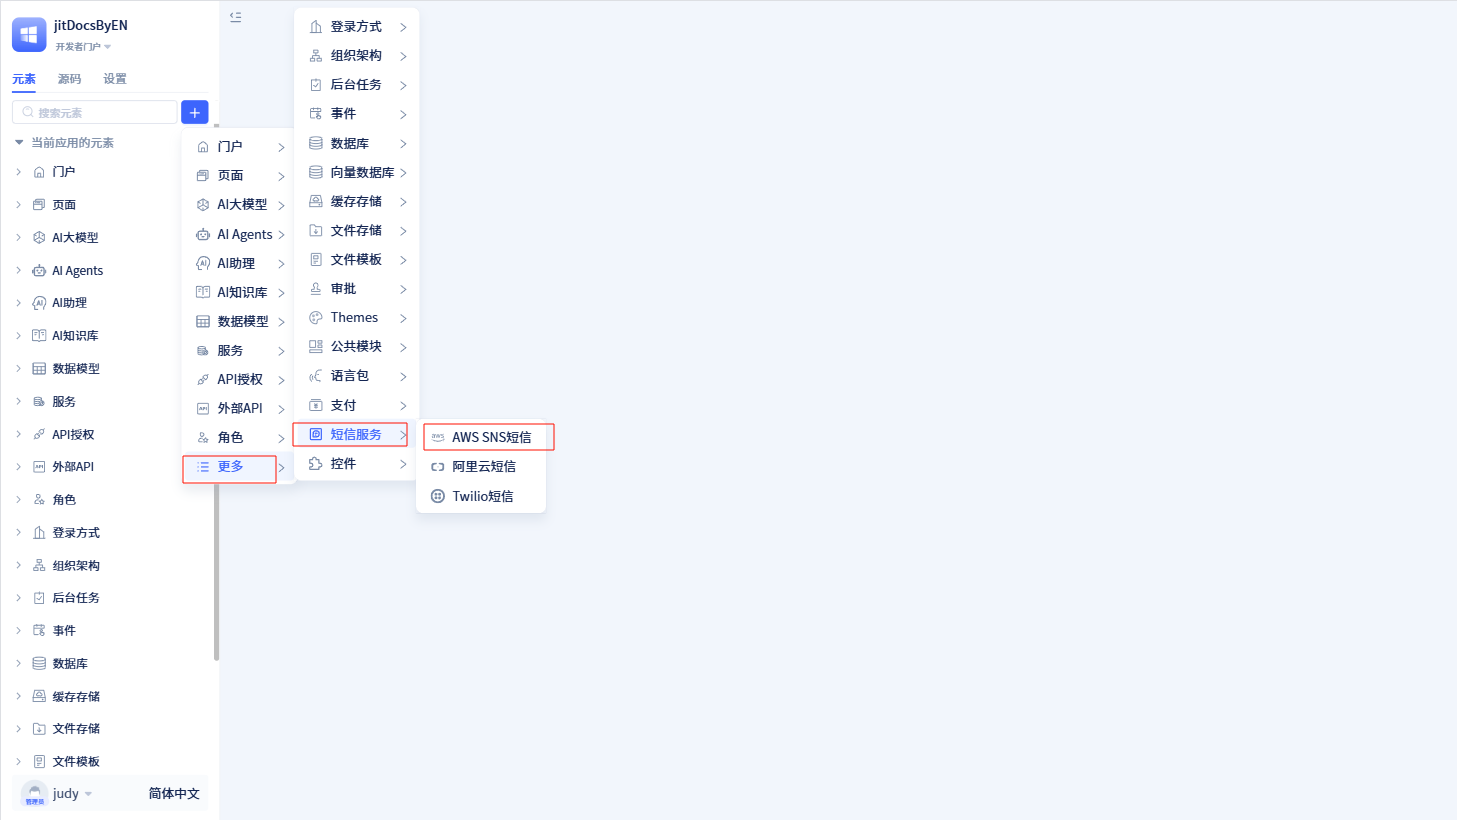 jitDocsByEN
开发者门户
元素
源码
设置
搜索元素
当前应用的元素
门户
页面
AI大模型
AI Agents
AI助理
AI知识库
数据模型
服务
API授权
外部API
角色
登录方式
组织架构
后台任务
事件
数据库
缓存存储
文件存储
文件模板
管理员
judy
简体中文
门户
页面
AI大模型
AI Agents
AI助理
AI知识库
数据模型
服务
API授权
外部API
角色
更多
登录方式
组织架构
后台任务
事件
数据库
向量数据库
缓存存储
文件存储
文件模板
审批
Themes
公共模块
语言包
支付
短信服务
控件
aws
AWS SNS短信
阿里云短信
Twilio短信